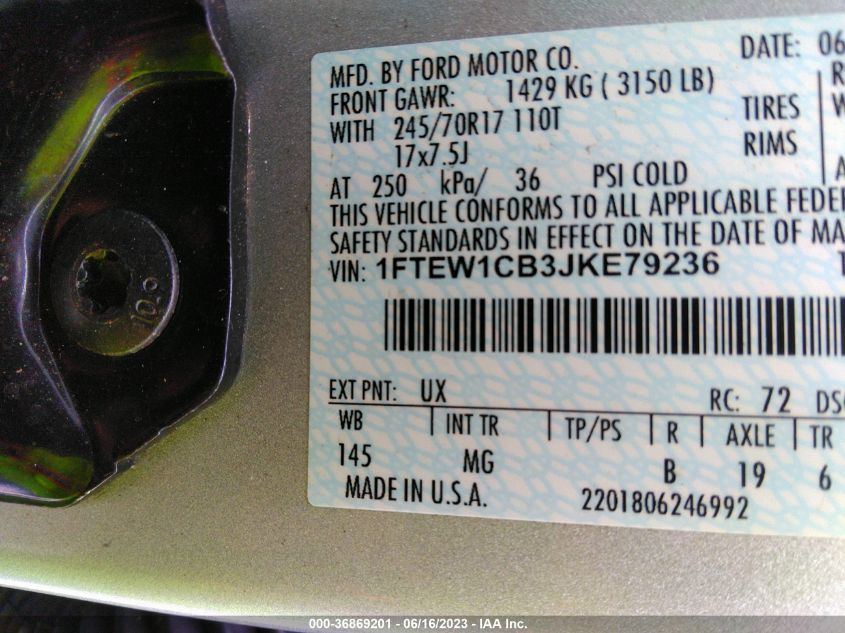 MFD. BY FORD MOTOR CO.
DATE: 06
FRONT GAWR: 1429 KG ( 3150 LB)
WITH 245/70R17 110T TIRES
17x7.5J RIMS
AT 250 kPa/ 36 PSI COLD
THIS VEHICLE CONFORMS TO ALL APPLICABLE FEDE
SAFETY STANDARDS IN EFFECT ON THE DATE OF MA
VIN: 1FTEW1CB3JKE79236
EXT PNT: UX RC: 72 DS
WB INT TR TP/PS R AXLE TR
145 MG B 19 6
MADE IN U.S.A. 2201806246992
10.9
000-36869201 - 06/16/2023 - IAA Inc.